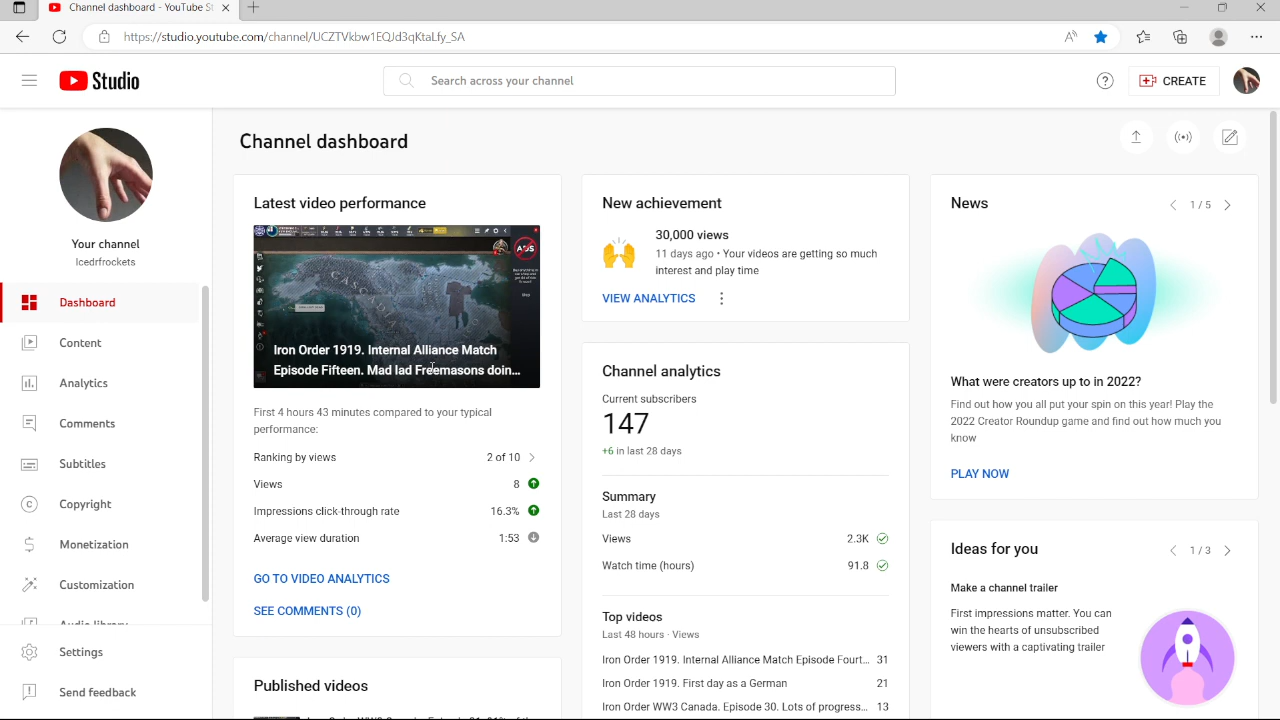 Channel dashboard - YouTube St
https://studio.youtube.com/channel/UCZTVkbw1EQJd3qKtaLfy_SA
Studio
Search across your channel
CREATE
Your channel
Icedrfrockets
Dashboard
Content
Analytics
Comments
Subtitles
Copyright
Monetization
Customization
Audio library
Settings
Send feedback
Channel dashboard
Latest video performance
ADS
CASCADIA
Iron Order 1919. Internal Alliance Match
Episode Fifteen. Mad lad Freemasons doin...
First 4 hours 43 minutes compared to your typical
performance:
Ranking by views 2 of 10
Views 8
Impressions click-through rate 16.3%
Average view duration 1:53
GO TO VIDEO ANALYTICS
SEE COMMENTS (0)
Published videos
New achievement
30,000 views
11 days ago • Your videos are getting so much
interest and play time
VIEW ANALYTICS
Channel analytics
Current subscribers
147
+6 in last 28 days
Summary
Last 28 days
Views 2.3K
Watch time (hours) 91.8
Top videos
Last 48 hours · Views
Iron Order 1919. Internal Alliance Match Episode Fourt... 31
Iron Order 1919. First day as a German 21
Iron Order WW3 Canada. Episode 30. Lots of progress... 13
News
1 / 5
What were creators up to in 2022?
Find out how you all put your spin on this year! Play the
2022 Creator Roundup game and find out how much you
know
PLAY NOW
Ideas for you
1 / 3
Make a channel trailer
First impressions matter. You can
win the hearts of unsubscribed
viewers with a captivating trailer